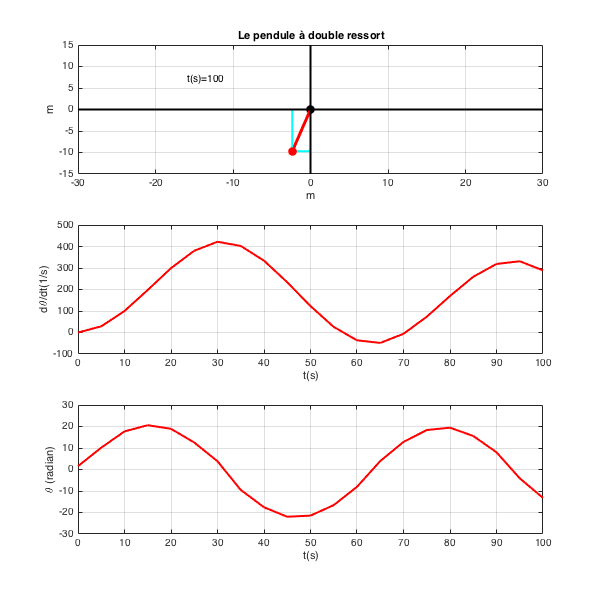 Le pendule à double ressort
15
10
5
0
-5
-10
-15
m
t(s)=100
-30 -20 -10 0 10 20 30
m
500
400
300
200
100
0
-100
dθ/dt(1/s)
0 10 20 30 40 50 60 70 80 90 100
t(s)
30
20
10
0
-10
-20
-30
θ (radian)
0 10 20 30 40 50 60 70 80 90 100
t(s)